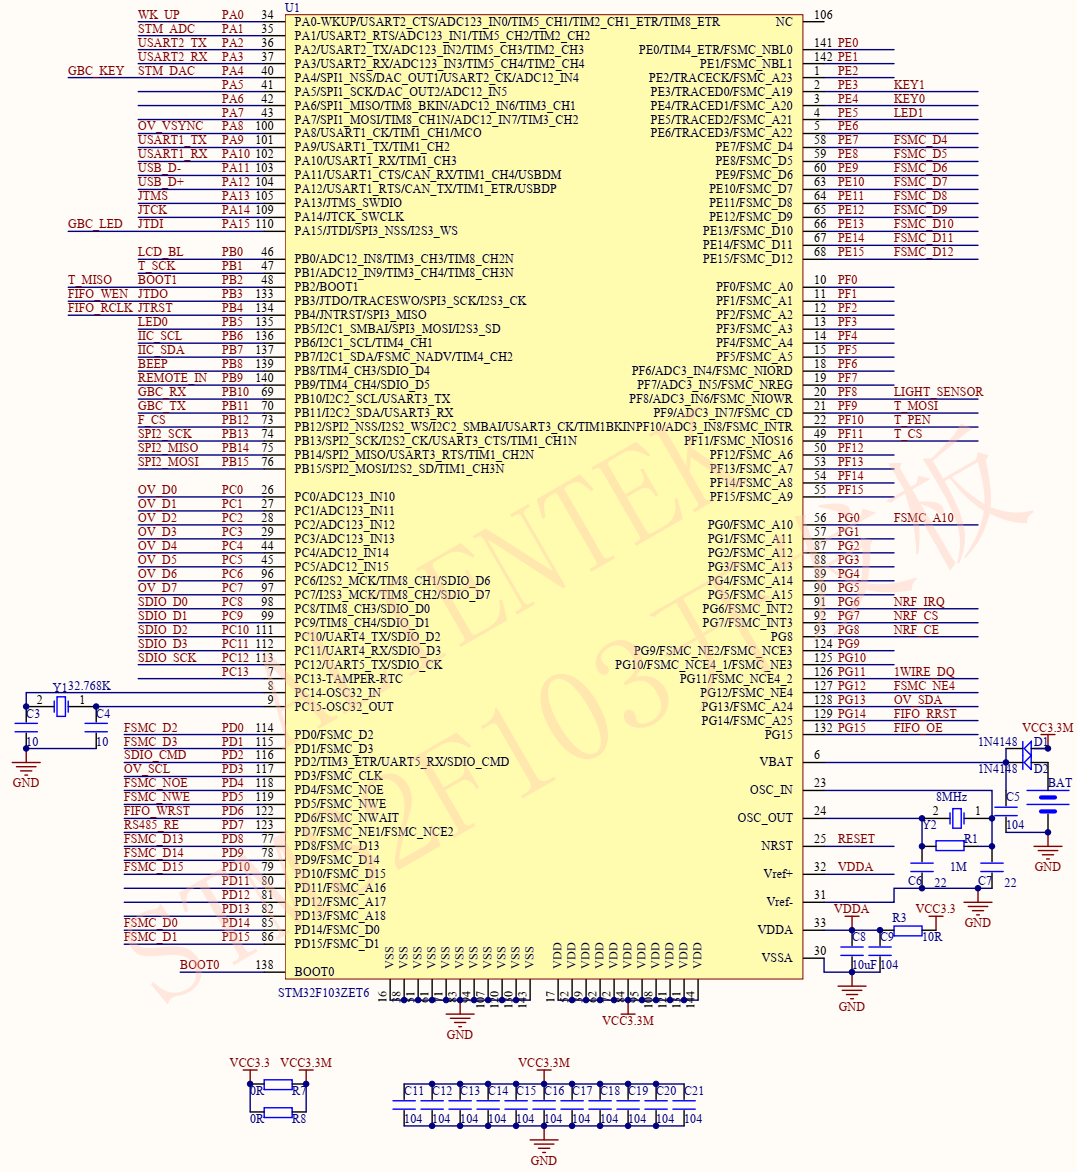 U1
WK_UP PA0 34 PA0-WKUP/USART2_CTS/ADC123_IN0/TIM5_CH1/TIM2_CH1_ETR/TIM8_ETR
STM_ADC PA1 35 PA1/USART2_RTS/ADC123_IN1/TIM5_CH2/TIM2_CH2
USART2_TX PA2 36 PA2/USART2_TX/ADC123_IN2/TIM5_CH3/TIM2_CH3
USART2_RX PA3 37 PA3/USART2_RX/ADC123_IN3/TIM5_CH4/TIM2_CH4
GBC_KEY STM_DAC PA4 40 PA4/SPI1_NSS/DAC_OUT1/USART2_CK/ADC12_IN4
PA5 41 PA5/SPI1_SCK/DAC_OUT2/ADC12_IN5
PA6 42 PA6/SPI1_MISO/TIM8_BKIN/ADC12_IN6/TIM3_CH1
PA7 43 PA7/SPI1_MOSI/TIM8_CH1N/ADC12_IN7/TIM3_CH2
OV_VSYNC PA8 100 PA8/USART1_CK/TIM1_CH1/MCO
USART1_TX PA9 101 PA9/USART1_TX/TIM1_CH2
USART1_RX PA10 102 PA10/USART1_RX/TIM1_CH3
USB_D- PA11 103 PA11/USART1_CTS/CAN_RX/TIM1_CH4/USBDM
USB_D+ PA12 104 PA12/USART1_RTS/CAN_TX/TIM1_ETR/USBDP
JTMS PA13 105 PA13/JTMS_SWDIO
JTCK PA14 109 PA14/JTCK_SWCLK
GBC_LED JTDI PA15 110 PA15/JTDI/SPI3_NSS/I2S3_WS
LCD_BL PB0 46 PB0/ADC12_IN8/TIM3_CH3/TIM8_CH2N
T_SCK PB1 47 PB1/ADC12_IN9/TIM3_CH4/TIM8_CH3N
T_MISO BOOT1 PB2 48 PB2/BOOT1
FIFO_WEN JTDO PB3 133 PB3/JTDO/TRACESWO/SPI3_SCK/I2S3_CK
FIFO_RCLK JTRST PB4 134 PB4/JNTRST/SPI3_MISO
LED0 PB5 135 PB5/I2C1_SMBAI/SPI3_MOSI/I2S3_SD
IIC_SCL PB6 136 PB6/I2C1_SCL/TIM4_CH1
IIC_SDA PB7 137 PB7/I2C1_SDA/FSMC_NADV/TIM4_CH2
BEEP PB8 139 PB8/TIM4_CH3/SDIO_D4
REMOTE_IN PB9 140 PB9/TIM4_CH4/SDIO_D5
GBC_RX PB10 69 PB10/I2C2_SCL/USART3_TX
GBC_TX PB11 70 PB11/I2C2_SDA/USART3_RX
F_CS PB12 73 PB12/SPI2_NSS/I2S2_WS/I2C2_SMBAI/USART3_CK/TIM1BKIN
SPI2_SCK PB13 74 PB13/SPI2_SCK/I2S2_CK/USART3_CTS/TIM1_CH1N
SPI2_MISO PB14 75 PB14/SPI2_MISO/USART3_RTS/TIM1_CH2N
SPI2_MOSI PB15 76 PB15/SPI2_MOSI/I2S2_SD/TIM1_CH3N
OV_D0 PC0 26 PC0/ADC123_IN10
OV_D1 PC1 27 PC1/ADC123_IN11
OV_D2 PC2 28 PC2/ADC123_IN12
OV_D3 PC3 29 PC3/ADC123_IN13
OV_D4 PC4 44 PC4/ADC12_IN14
OV_D5 PC5 45 PC5/ADC12_IN15
OV_D6 PC6 96 PC6/I2S2_MCK/TIM8_CH1/SDIO_D6
OV_D7 PC7 97 PC7/I2S3_MCK/TIM8_CH2/SDIO_D7
SDIO_D0 PC8 98 PC8/TIM8_CH3/SDIO_D0
SDIO_D1 PC9 99 PC9/TIM8_CH4/SDIO_D1
SDIO_D2 PC10 111 PC10/UART4_TX/SDIO_D2
SDIO_D3 PC11 112 PC11/UART4_RX/SDIO_D3
SDIO_SCK PC12 113 PC12/UART5_TX/SDIO_CK
PC13 7 PC13-TAMPER-RTC
8 PC14-OSC32_IN
9 PC15-OSC32_OUT
Y1 32.768K
2 1
C3 C4
10 10
GND
FSMC_D2 PD0 114 PD0/FSMC_D2
FSMC_D3 PD1 115 PD1/FSMC_D3
SDIO_CMD PD2 116 PD2/TIM3_ETR/UART5_RX/SDIO_CMD
OV_SCL PD3 117 PD3/FSMC_CLK
FSMC_NOE PD4 118 PD4/FSMC_NOE
FSMC_NWE PD5 119 PD5/FSMC_NWE
FIFO_WRST PD6 122 PD6/FSMC_NWAIT
RS485_RE PD7 123 PD7/FSMC_NE1/FSMC_NCE2
FSMC_D13 PD8 77 PD8/FSMC_D13
FSMC_D14 PD9 78 PD9/FSMC_D14
FSMC_D15 PD10 79 PD10/FSMC_D15
PD11 80 PD11/FSMC_A16
PD12 81 PD12/FSMC_A17
PD13 82 PD13/FSMC_A18
FSMC_D0 PD14 85 PD14/FSMC_D0
FSMC_D1 PD15 86 PD15/FSMC_D1
BOOT0 138 BOOT0
STM32F103ZET6
NC 106
PE0/TIM4_ETR/FSMC_NBL0 141 PE0
PE1/FSMC_NBL1 142 PE1
PE2/TRACECK/FSMC_A23 1 PE2
PE3/TRACED0/FSMC_A19 2 PE3 KEY1
PE4/TRACED1/FSMC_A20 3 PE4 KEY0
PE5/TRACED2/FSMC_A21 4 PE5 LED1
PE6/TRACED3/FSMC_A22 5 PE6
PE7/FSMC_D4 58 PE7 FSMC_D4
PE8/FSMC_D5 59 PE8 FSMC_D5
PE9/FSMC_D6 60 PE9 FSMC_D6
PE10/FSMC_D7 63 PE10 FSMC_D7
PE11/FSMC_D8 64 PE11 FSMC_D8
PE12/FSMC_D9 65 PE12 FSMC_D9
PE13/FSMC_D10 66 PE13 FSMC_D10
PE14/FSMC_D11 67 PE14 FSMC_D11
PE15/FSMC_D12 68 PE15 FSMC_D12
PF0/FSMC_A0 10 PF0
PF1/FSMC_A1 11 PF1
PF2/FSMC_A2 12 PF2
PF3/FSMC_A3 13 PF3
PF4/FSMC_A4 14 PF4
PF5/FSMC_A5 15 PF5
PF6/ADC3_IN4/FSMC_NIORD 18 PF6
PF7/ADC3_IN5/FSMC_NREG 19 PF7
PF8/ADC3_IN6/FSMC_NIOWR 20 PF8 LIGHT_SENSOR
PF9/ADC3_IN7/FSMC_CD 21 PF9 T_MOSI
PF10/ADC3_IN8/FSMC_INTR 22 PF10 T_PEN
PF11/FSMC_NIOS16 49 PF11 T_CS
PF12/FSMC_A6 50 PF12
PF13/FSMC_A7 53 PF13
PF14/FSMC_A8 54 PF14
PF15/FSMC_A9 55 PF15
PG0/FSMC_A10 56 PG0 FSMC_A10
PG1/FSMC_A11 57 PG1
PG2/FSMC_A12 87 PG2
PG3/FSMC_A13 88 PG3
PG4/FSMC_A14 89 PG4
PG5/FSMC_A15 90 PG5
PG6/FSMC_INT2 91 PG6 NRF_IRQ
PG7/FSMC_INT3 92 PG7 NRF_CS
PG8 93 PG8 NRF_CE
PG9/FSMC_NE2/FSMC_NCE3 124 PG9
PG10/FSMC_NCE4_1/FSMC_NE3 125 PG10
PG11/FSMC_NCE4_2 126 PG11 1WIRE_DQ
PG12/FSMC_NE4 127 PG12 FSMC_NE4
PG13/FSMC_A24 128 PG13 OV_SDA
PG14/FSMC_A25 129 PG14 FIFO_RRST
PG15 132 PG15 FIFO_OE
VCC3.3M
VBAT 6 1N4148 D1
1N4148 D2
BAT
OSC_IN 23
8MHz C5
OSC_OUT 24 2 1 104
Y2
NRST 25 RESET R1
GND
Vref+ 32 VDDA 1M
C6 22 C7 22
Vref- 31
GND
VDDA R3 VCC3.3
VDDA 33 10R
C8 C9
VSSA 30 10uF 104
GND
VSS VSS VSS VSS VSS VSS VSS VSS VSS VSS VSS
VDD VDD VDD VDD VDD VDD VDD VDD VDD VDD VDD
16 17
GND
VCC3.3M
VCC3.3 VCC3.3M
0R R7
0R R8
VCC3.3M
C11 C12 C13 C14 C15 C16 C17 C18 C19 C20 C21
104 104 104 104 104 104 104 104 104 104 104
GND